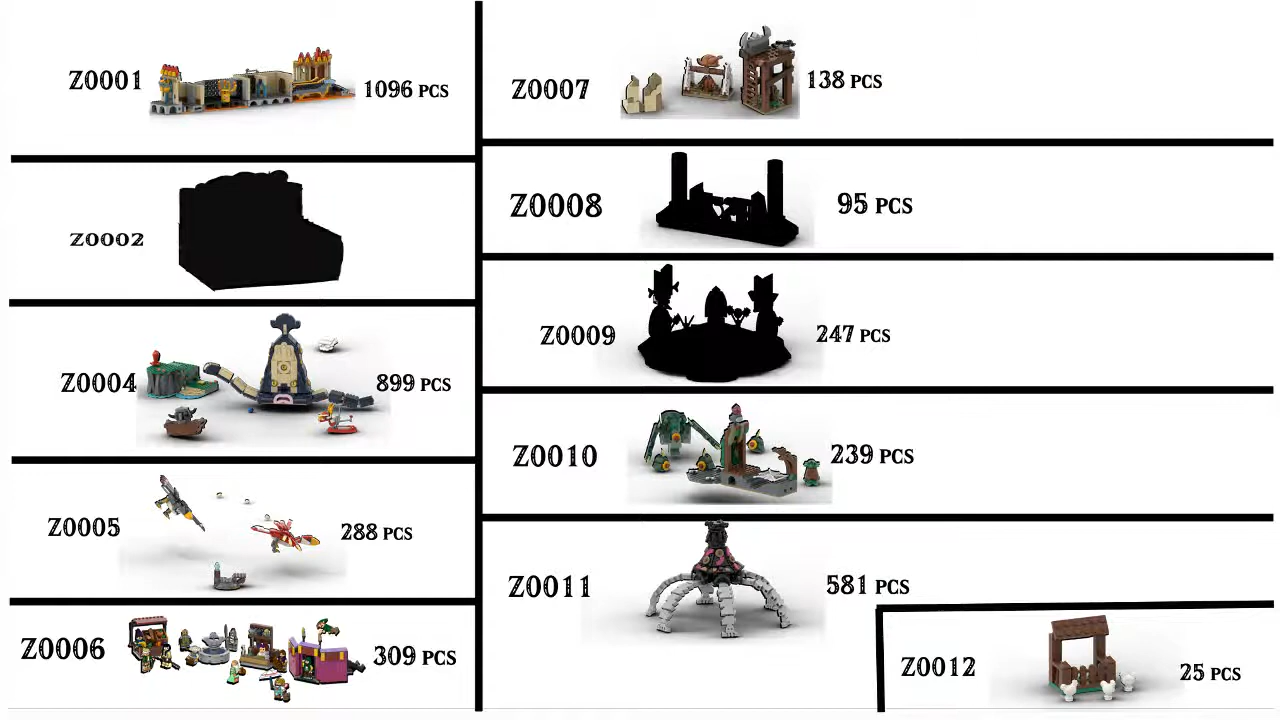 Z0001
1096 PCS
Z0002
Z0004
899 PCS
Z0005
288 PCS
Z0006
309 PCS
Z0007
138 PCS
Z0008
95 PCS
Z0009
247 PCS
Z0010
239 PCS
Z0011
581 PCS
Z0012
25 PCS